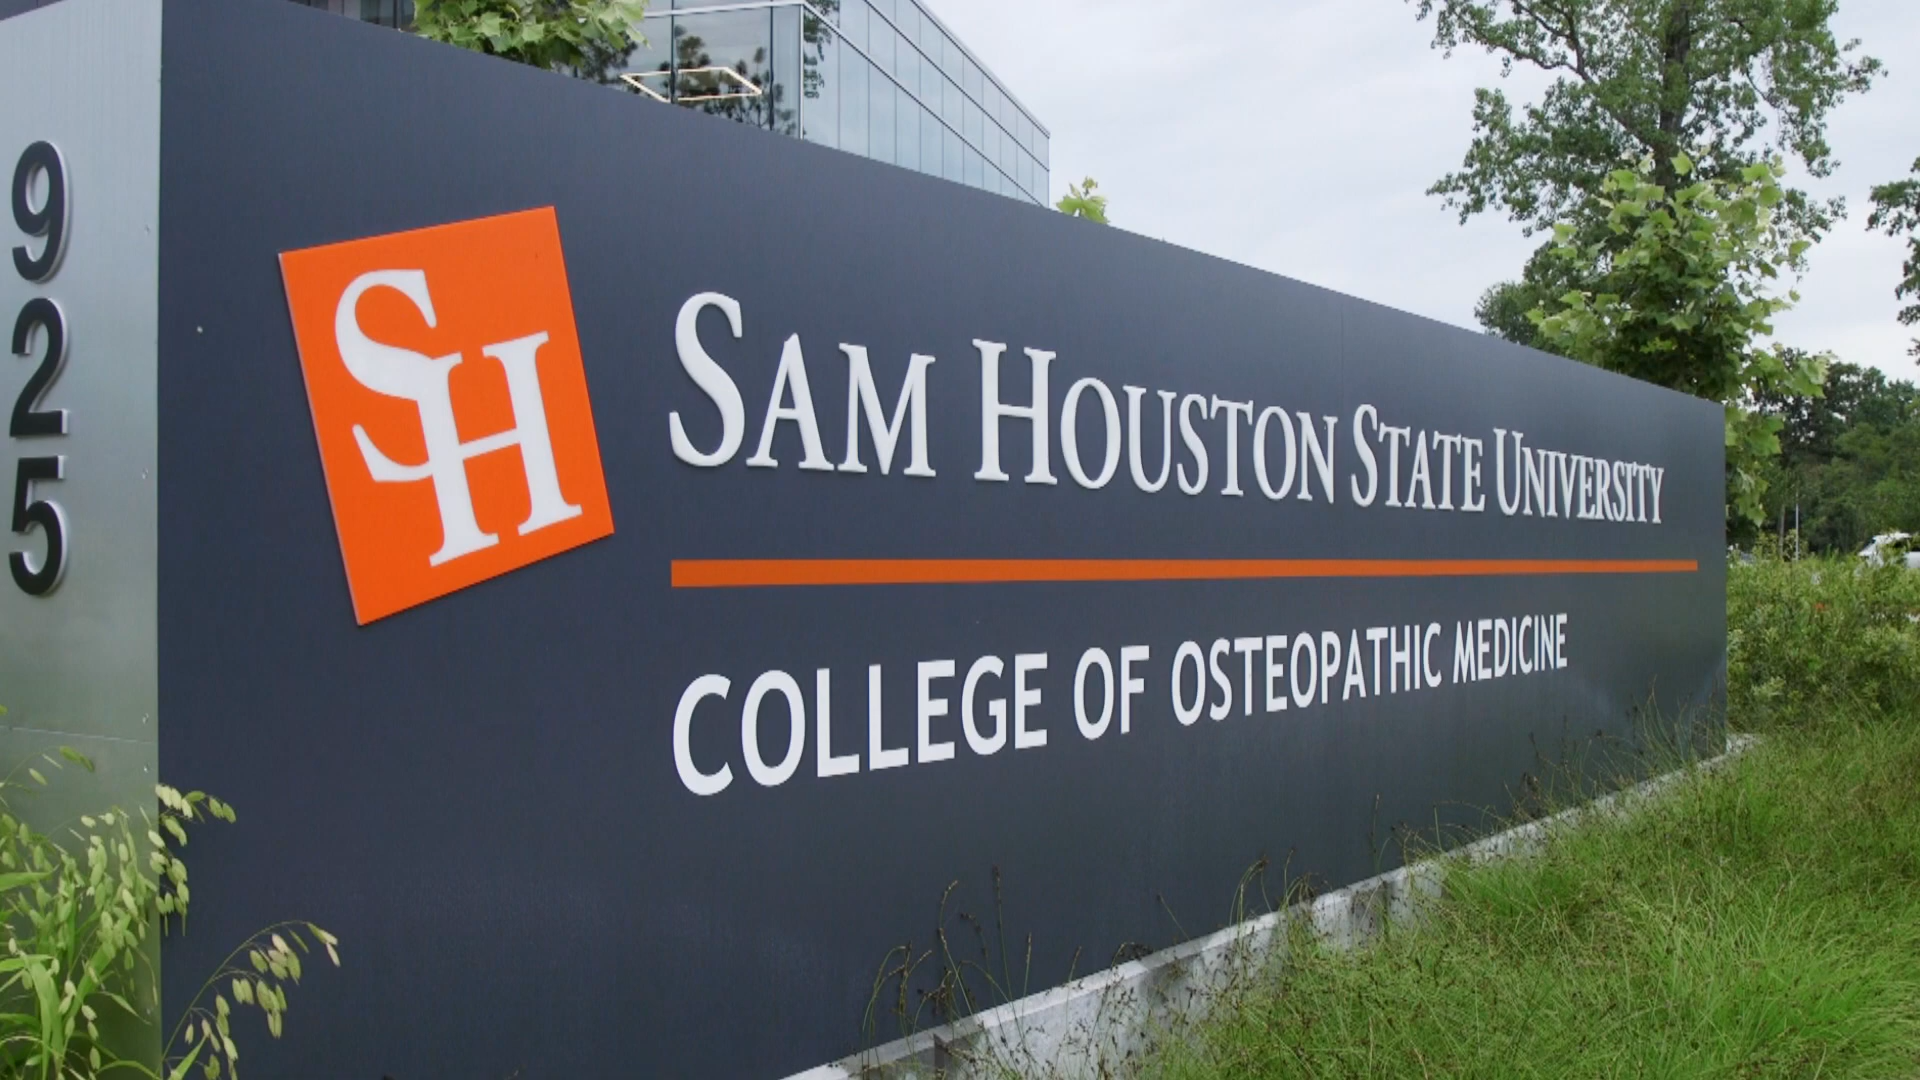 925
SH
SAM HOUSTON STATE UNIVERSITY
COLLEGE OF OSTEOPATHIC MEDICINE